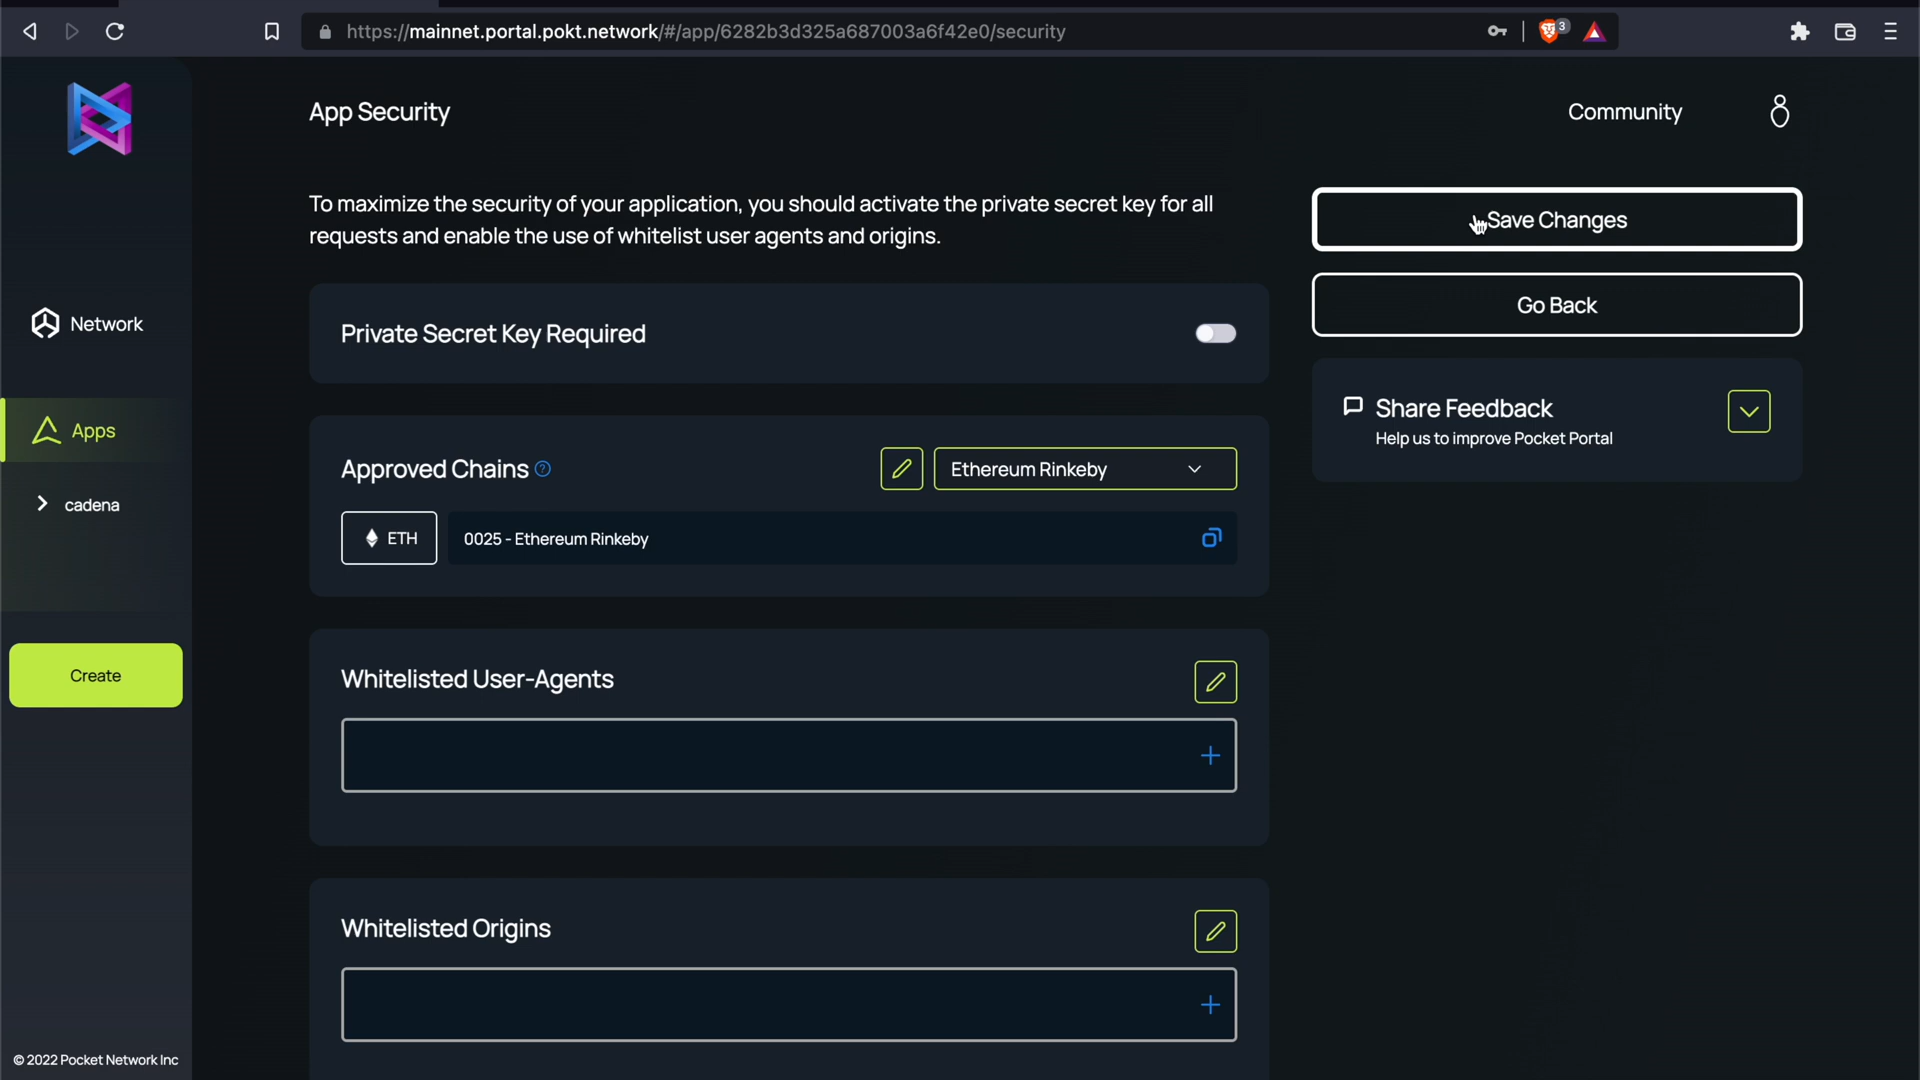 https://mainnet.portal.pokt.network/#/app/6282b3d325a687003a6f42e0/security
3
App Security
Community
To maximize the security of your application, you should activate the private secret key for all
requests and enable the use of whitelist user agents and origins.
Save Changes
Go Back
Network
Private Secret Key Required
Share Feedback
Help us to improve Pocket Portal
Apps
Approved Chains
?
Ethereum Rinkeby
cadena
ETH
0025 - Ethereum Rinkeby
Create
Whitelisted User-Agents
Whitelisted Origins
© 2022 Pocket Network Inc